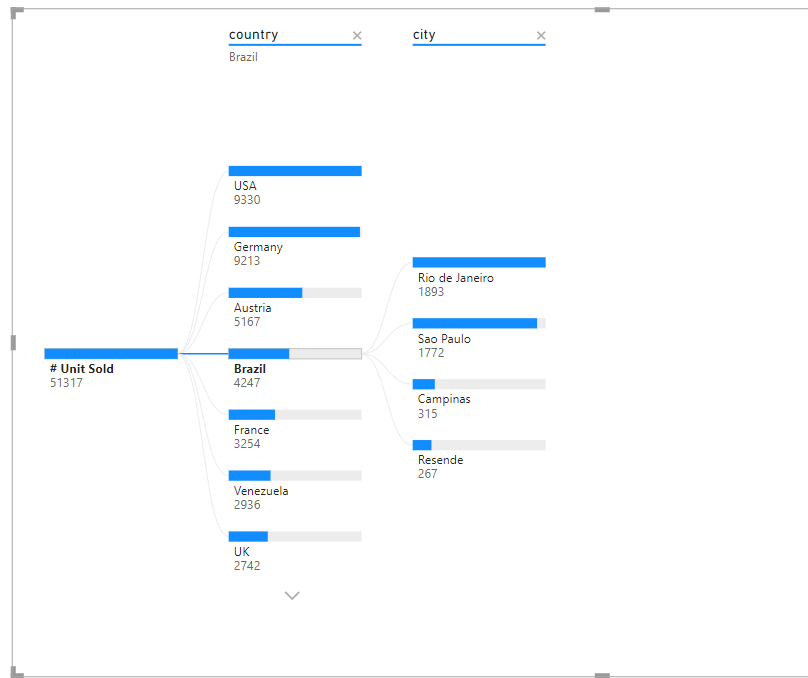 country
city
Brazil
# Unit Sold
51317
USA
9330
Germany
9213
Austria
5167
Brazil
4247
France
3254
Venezuela
2936
UK
2742
Rio de Janeiro
1893
Sao Paulo
1772
Campinas
315
Resende
267